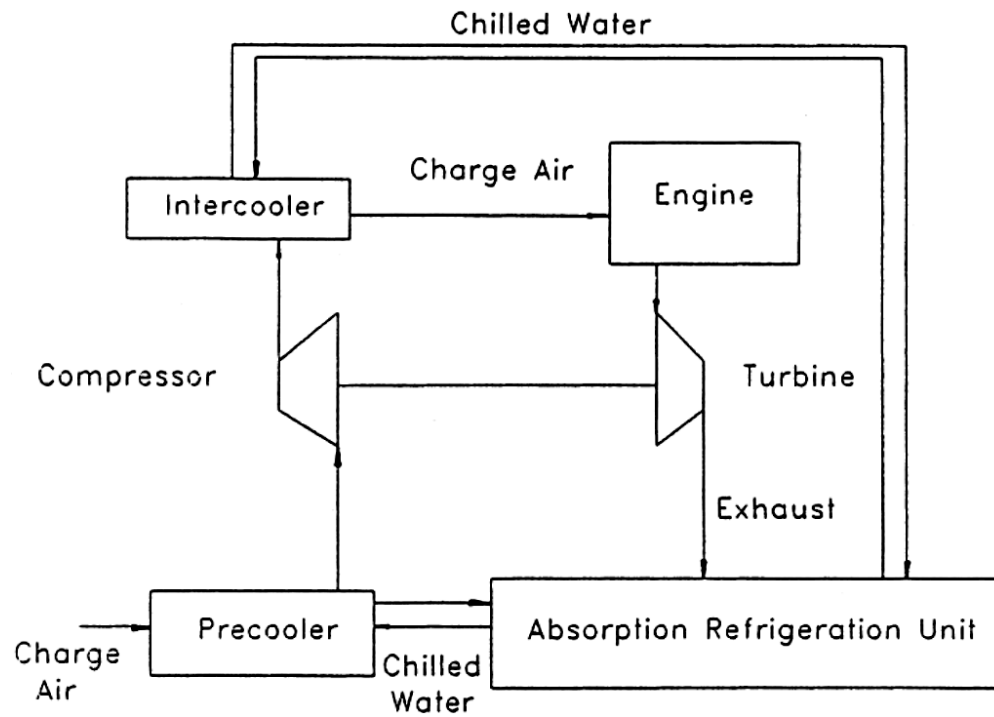 Chilled Water
Charge Air
Engine
Intercooler
Compressor
Turbine
Exhaust
Precooler
Absorption Refrigeration Unit
Charge
Air
Chilled
Water